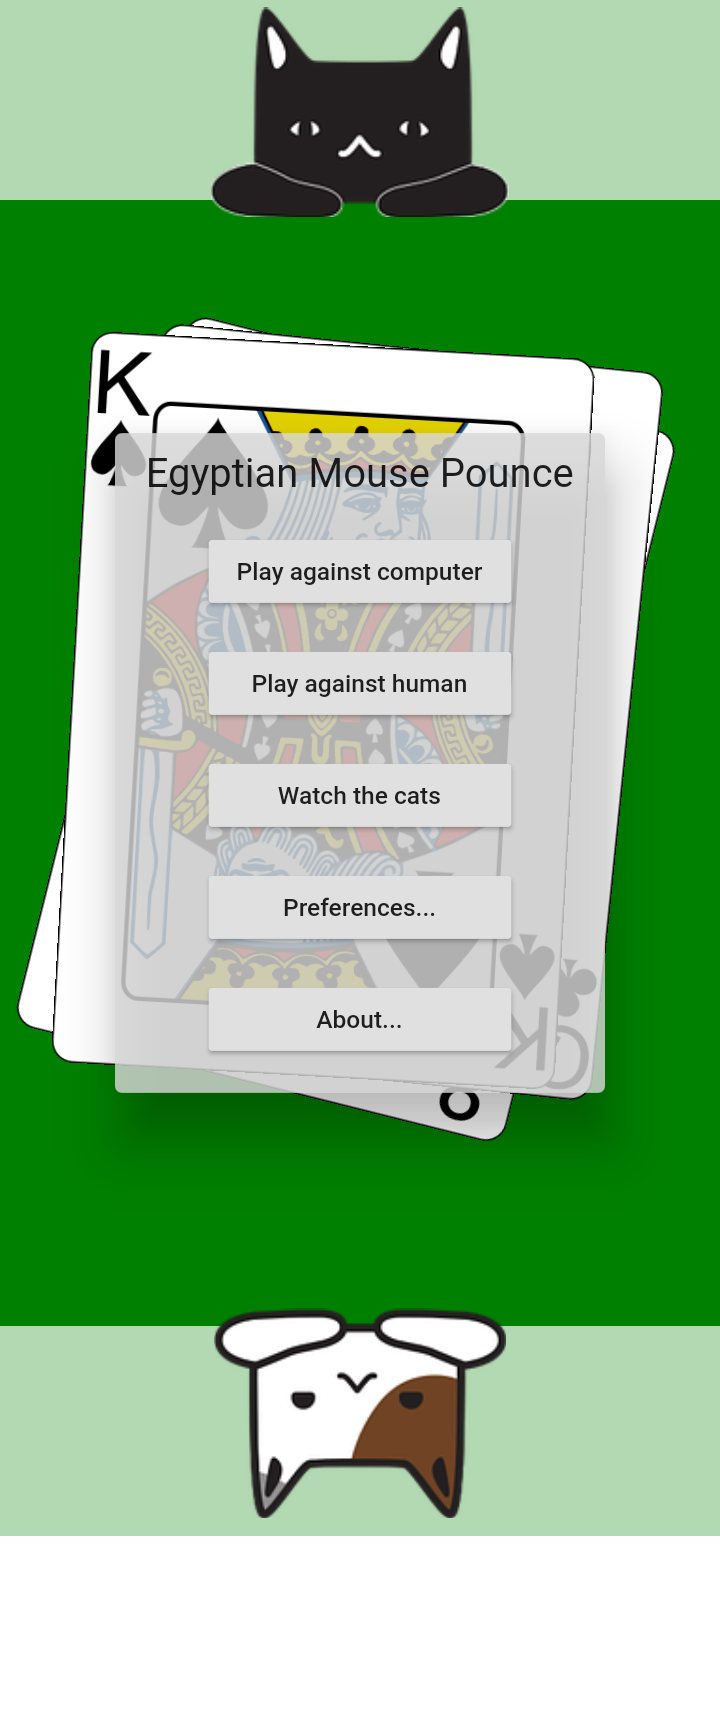 K
Egyptian Mouse Pounce
Play against computer
Play against human
Watch the cats
Preferences...
About...
K
Q